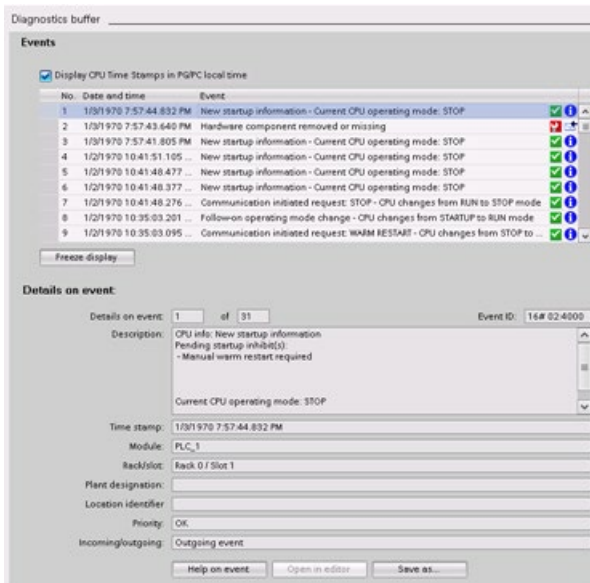 Diagnostics buffer
Events
Display CPU Time Stamps in PG/PC local time
No. Date and time Event
1 1/3/1970 7:57:44.832 PM New startup information - Current CPU operating mode: STOP
2 1/3/1970 7:57:43.640 PM Hardware component removed or missing
3 1/3/1970 7:57:41.805 PM New startup information - Current CPU operating mode: STOP
4 1/2/1970 10:41:51.105 ... New startup information - Current CPU operating mode: STOP
5 1/2/1970 10:41:48.477 ... New startup information - Current CPU operating mode: STOP
6 1/2/1970 10:41:48.377 ... New startup information - Current CPU operating mode: STOP
7 1/2/1970 10:41:48.276 ... Communication initiated request: STOP - CPU changes from RUN to STOP mode
8 1/2/1970 10:35:03.201 ... Follow-on operating mode change - CPU changes from STARTUP to RUN mode
9 1/2/1970 10:35:03.095 ... Communication initiated request: WARM RESTART - CPU changes from STOP to ...
Freeze display
Details on event:
Details on event: 1 of 31 Event ID: 16# 02:4000
Description: CPU info: New startup information
Pending startup inhibit(s):
- Manual warm restart required
Current CPU operating mode: STOP
Time stamp: 1/3/1970 7:57:44.832 PM
Module: PLC_1
Rack/slot: Rack 0 / Slot 1
Plant designation:
Location identifier
Priority: OK
Incoming/outgoing: Outgoing event
Help on event Open in editor Save as...